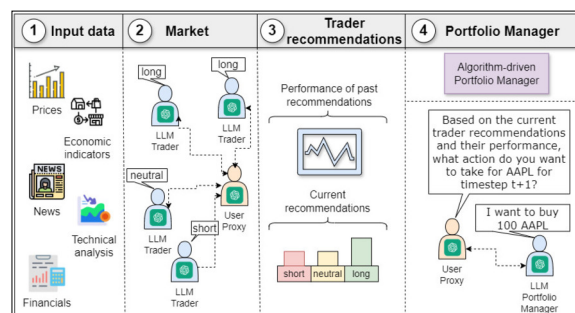 1 Input data
Prices
Economic
indicators
NEWS
News
Technical
analysis
Financials
2 Market
long
long
LLM
Trader
LLM
Trader
neutral
User
Proxy
LLM
Trader
short
LLM
Trader
3 Trader
recommendations
Performance of past
recommendations
Current
recommendations
short neutral long
4 Portfolio Manager
Algorithm-driven
Portfolio Manager
Based on the current
trader recommendations
and their performance,
what action do you want
to take for AAPL for
timestep t+1?
I want to buy
100 AAPL
User
Proxy
LLM
Portfolio
Manager